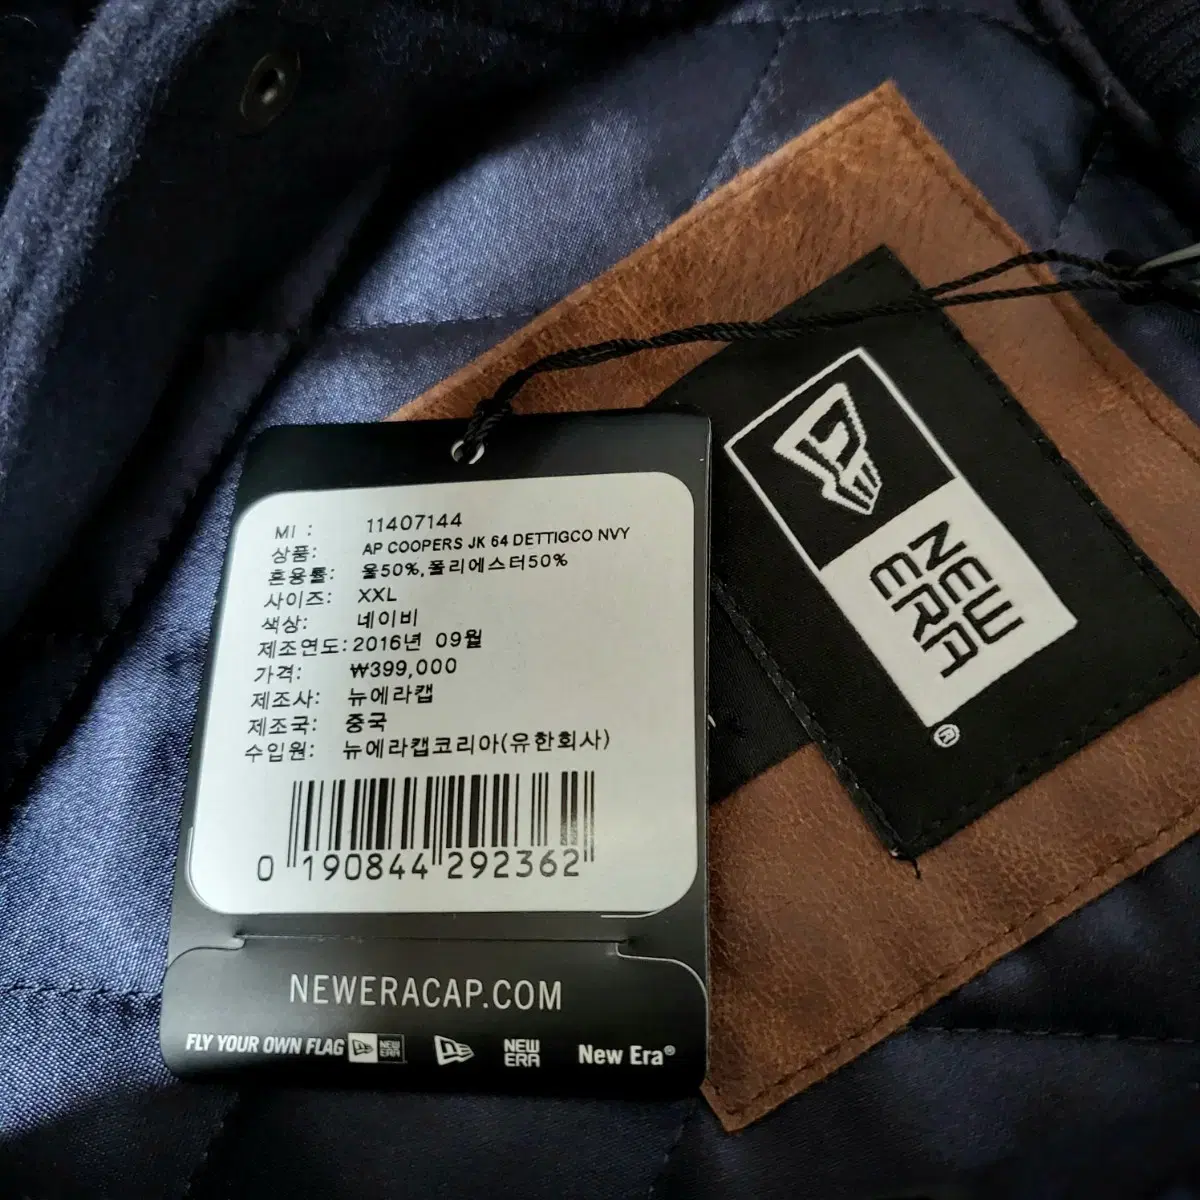 MI : 11407144
상품: AP COOPERS JK 64 DETTIGCO NVY
혼용률: 울50%,폴리에스터50%
사이즈: XXL
색상: 네이비
제조연도: 2016년 09월
가격: ₩399,000
제조사: 뉴에라캡
제조국: 중국
수입원: 뉴에라캡코리아(유한회사)
0 190844 292362
NEWERACAP.COM
FLY YOUR OWN FLAG NEW ERA NEW ERA New Era®
NEW
ERA
®